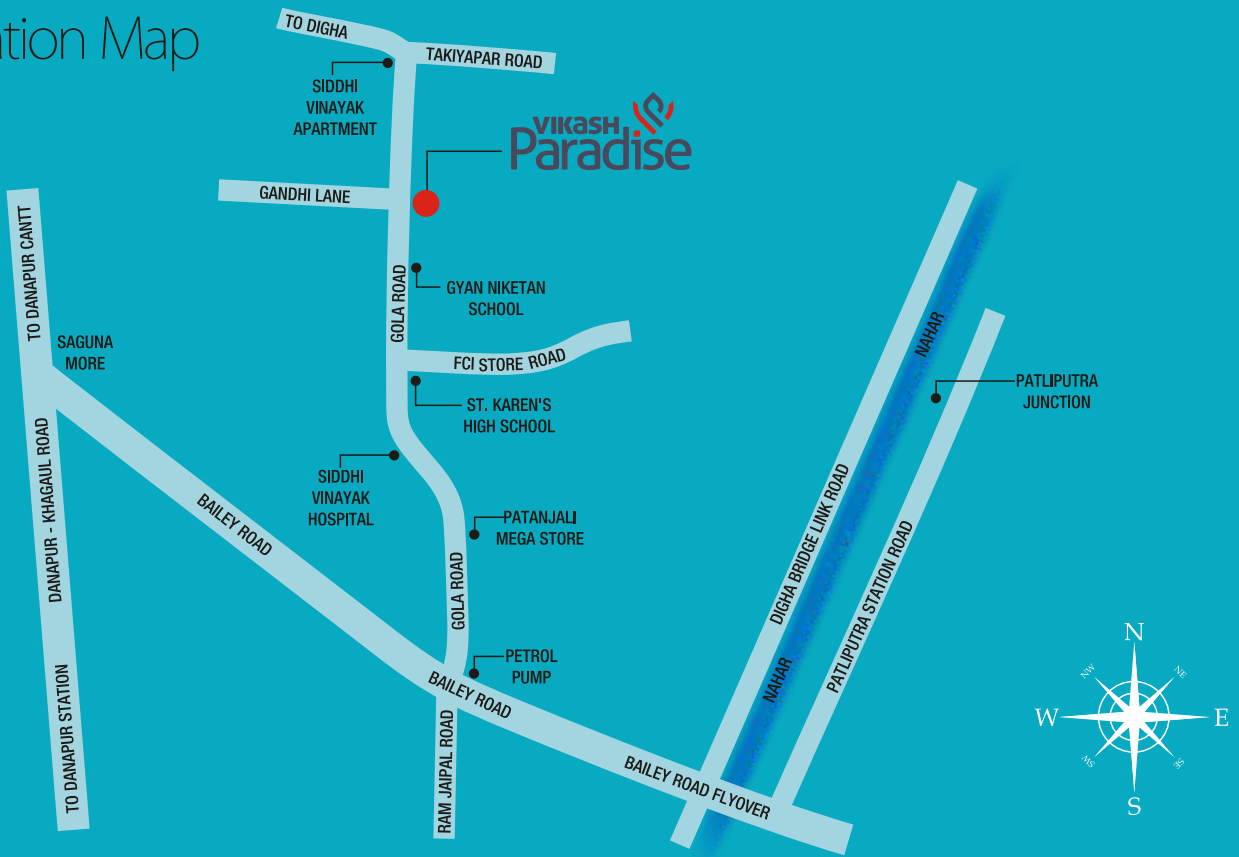 ation Map
TO DIGHA
TAKIYAPAR ROAD
SIDDHI
VINAYAK
APARTMENT
VIKASH
Paradise
GANDHI LANE
TO DANAPUR CANTT
GOLA ROAD
GYAN NIKETAN
SCHOOL
SAGUNA
MORE
FCI STORE ROAD
NAHAR
PATLIPUTRA
JUNCTION
ST. KAREN'S
HIGH SCHOOL
DANAPUR - KHAGAUL ROAD
SIDDHI
VINAYAK
HOSPITAL
BAILEY ROAD
PATANJALI
MEGA STORE
DIGHA BRIDGE LINK ROAD
PATLIPUTRA STATION ROAD
GOLA ROAD
PETROL
PUMP
NAHAR
BAILEY ROAD
TO DANAPUR STATION
RAM JAIPAL ROAD
BAILEY ROAD FLYOVER
N
NW
NE
W
E
SW
SE
S